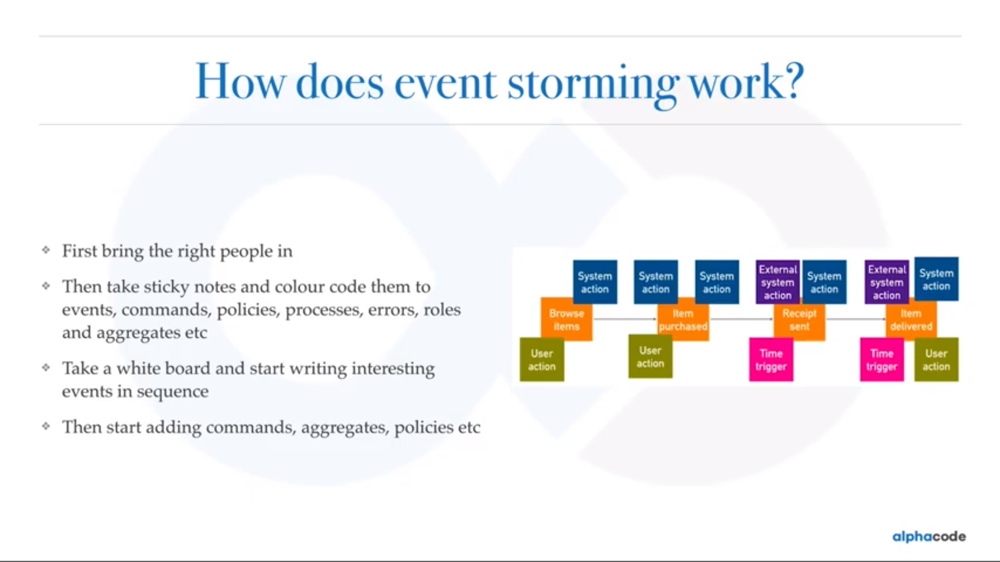 How does event storming work?
❖ First bring the right people in
❖ Then take sticky notes and colour code them to
events, commands, policies, processes, errors, roles
and aggregates etc
❖ Take a white board and start writing interesting
events in sequence
❖ Then start adding commands, aggregates, policies etc
System
action
System
action
System
action
External
system
action
System
action
External
system
action
System
action
Browse
items
Item
purchased
Receipt
sent
Item
delivered
User
action
User
action
Time
trigger
Time
trigger
User
action
alphacode